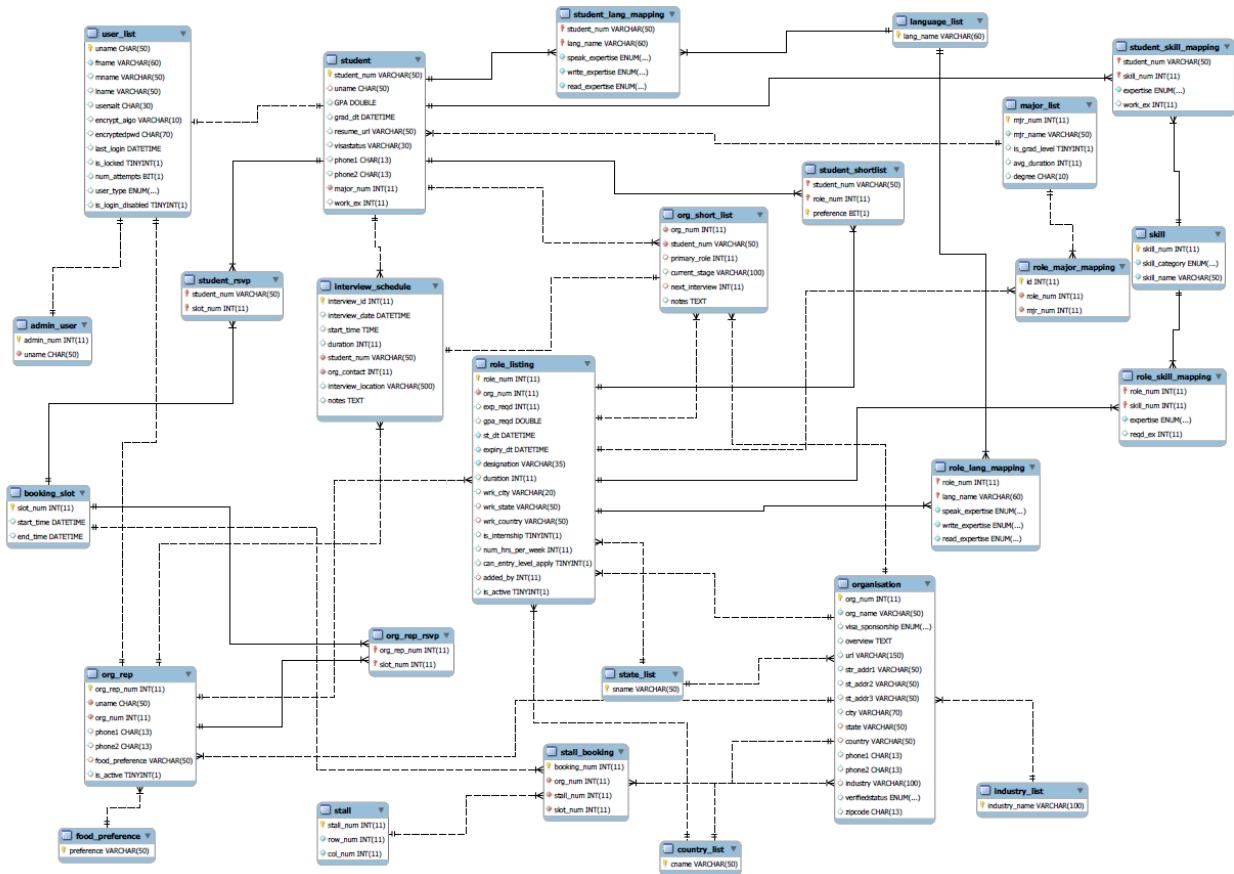 user_list
uname CHAR(50)
fname VARCHAR(60)
mname VARCHAR(50)
lname VARCHAR(50)
usersalt CHAR(30)
encrypt_algo VARCHAR(10)
encryptedpwd CHAR(70)
last_login DATETIME
is_locked TINYINT(1)
num_attempts BIT(1)
user_type ENUM(...)
is_login_disabled TINYINT(1)
student
student_num VARCHAR(50)
uname CHAR(50)
GPA DOUBLE
grad_dt DATETIME
resume_url VARCHAR(50)
visastatus VARCHAR(30)
phone1 CHAR(13)
phone2 CHAR(13)
major_num INT(11)
work_ex INT(11)
student_lang_mapping
student_num VARCHAR(50)
lang_name VARCHAR(60)
speak_expertise ENUM(...)
write_expertise ENUM(...)
read_expertise ENUM(...)
language_list
lang_name VARCHAR(60)
student_skill_mapping
student_num VARCHAR(50)
skill_num INT(11)
expertise ENUM(...)
work_ex INT(11)
major_list
mjr_num INT(11)
mjr_name VARCHAR(50)
is_grad_level TINYINT(1)
avg_duration INT(11)
degree CHAR(10)
student_shortlist
student_num VARCHAR(50)
role_num INT(11)
preference BIT(1)
org_short_list
org_num INT(11)
student_num VARCHAR(50)
primary_role INT(11)
current_stage VARCHAR(100)
next_interview INT(11)
notes TEXT
skill
skill_num INT(11)
skill_category ENUM(...)
skill_name VARCHAR(50)
role_major_mapping
id INT(11)
role_num INT(11)
mjr_num INT(11)
student_rsvp
student_num VARCHAR(50)
slot_num INT(11)
interview_schedule
interview_id INT(11)
interview_date DATETIME
start_time TIME
duration INT(11)
student_num VARCHAR(50)
org_contact INT(11)
interview_location VARCHAR(500)
notes TEXT
admin_user
admin_num INT(11)
uname CHAR(50)
role_listing
role_num INT(11)
org_num INT(11)
exp_reqd INT(11)
gpa_reqd DOUBLE
st_dt DATETIME
expiry_dt DATETIME
designation VARCHAR(35)
duration INT(11)
wrk_city VARCHAR(20)
wrk_state VARCHAR(50)
wrk_country VARCHAR(50)
is_internship TINYINT(1)
num_hrs_per_week INT(11)
can_entry_level_apply TINYINT(1)
added_by INT(11)
is_active TINYINT(1)
role_skill_mapping
role_num INT(11)
skill_num INT(11)
expertise ENUM(...)
reqd_ex INT(11)
role_lang_mapping
role_num INT(11)
lang_name VARCHAR(60)
speak_expertise ENUM(...)
write_expertise ENUM(...)
read_expertise ENUM(...)
booking_slot
slot_num INT(11)
start_time DATETIME
end_time DATETIME
organisation
org_num INT(11)
org_name VARCHAR(50)
visa_sponsorship ENUM(...)
overview TEXT
url VARCHAR(150)
str_addr1 VARCHAR(50)
st_addr2 VARCHAR(50)
st_addr3 VARCHAR(50)
city VARCHAR(70)
state VARCHAR(50)
country VARCHAR(50)
phone1 CHAR(13)
phone2 CHAR(13)
industry VARCHAR(100)
verifiedstatus ENUM(...)
zipcode CHAR(13)
org_rep_rsvp
org_rep_num INT(11)
slot_num INT(11)
org_rep
org_rep_num INT(11)
uname CHAR(50)
org_num INT(11)
phone1 CHAR(13)
phone2 CHAR(13)
food_preference VARCHAR(50)
is_active TINYINT(1)
state_list
sname VARCHAR(50)
stall_booking
booking_num INT(11)
org_num INT(11)
stall_num INT(11)
slot_num INT(11)
industry_list
industry_name VARCHAR(100)
stall
stall_num INT(11)
row_num INT(11)
col_num INT(11)
food_preference
preference VARCHAR(50)
country_list
cname VARCHAR(50)